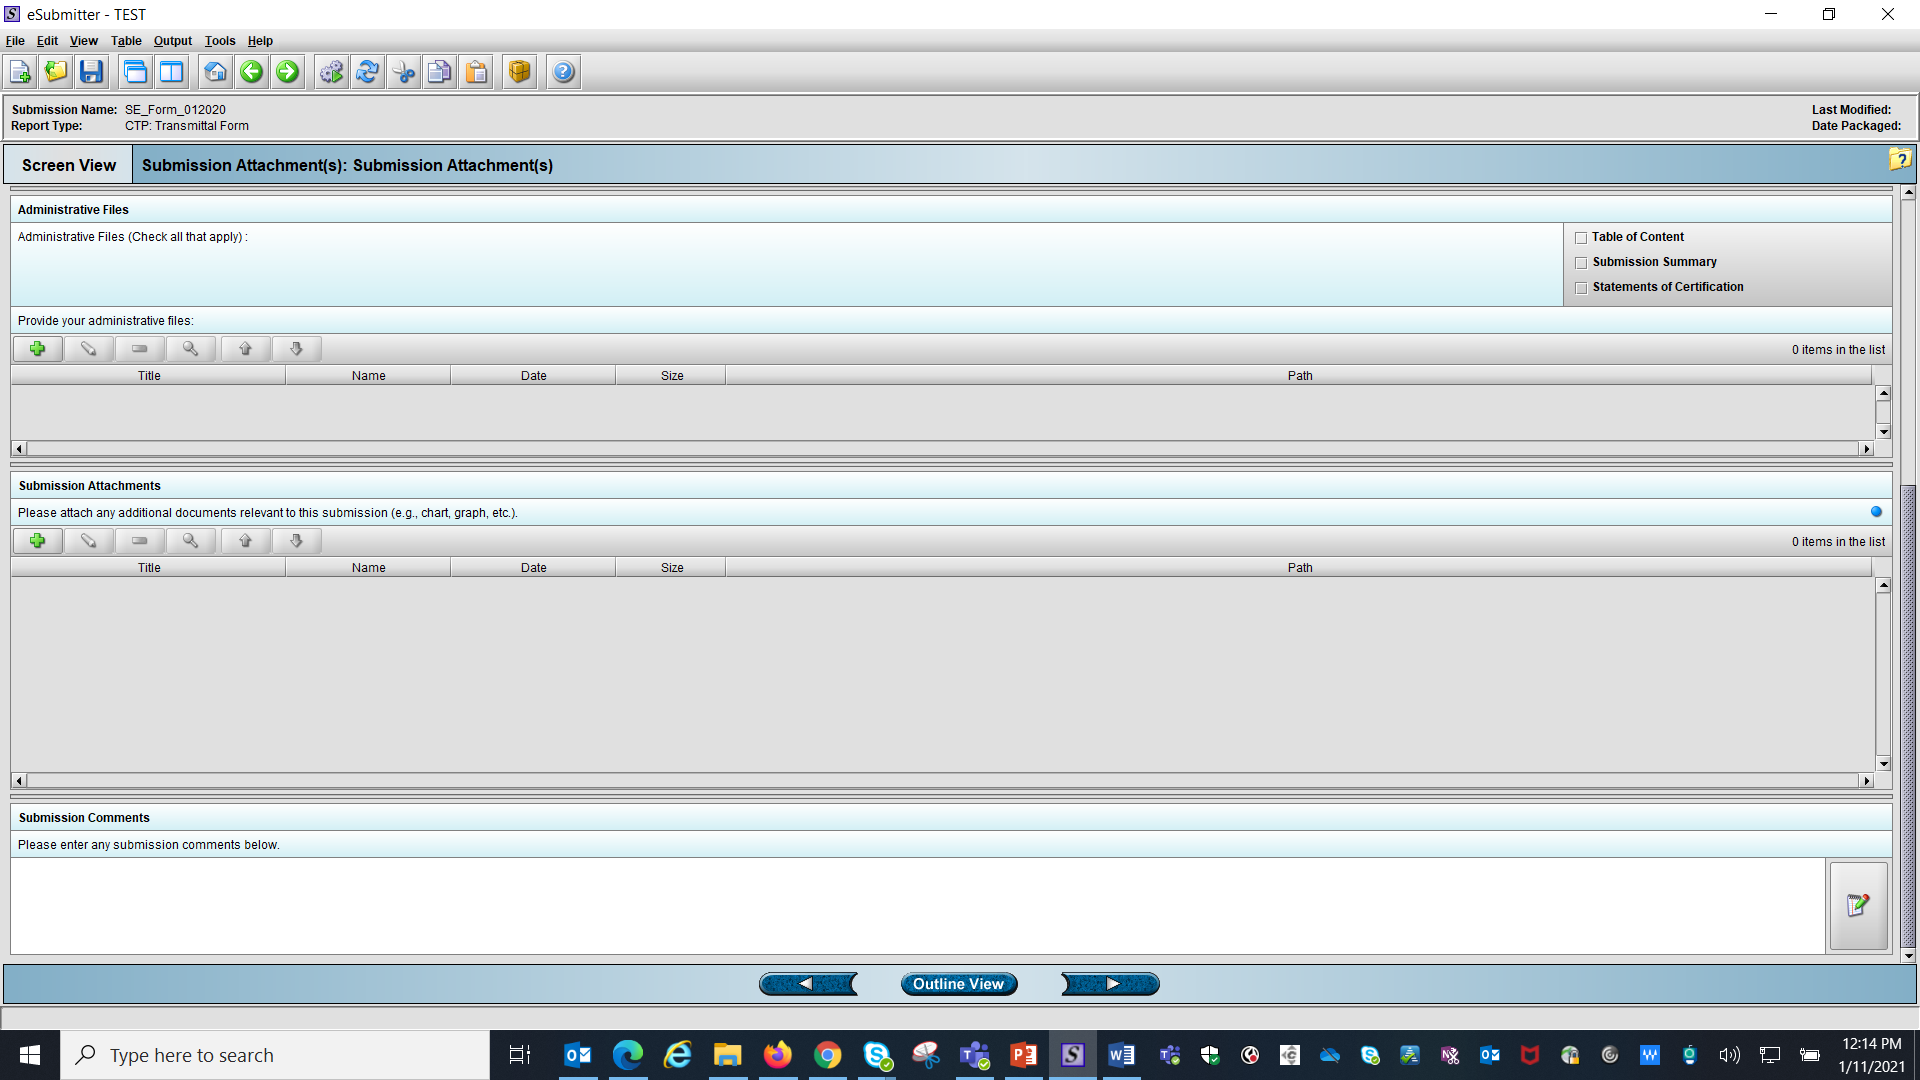 eSubmitter - TEST
File Edit View Table Output Tools Help
Submission Name: SE_Form_012020
Last Modified:
Report Type: CTP: Transmittal Form
Date Packaged:
Screen View
Submission Attachment(s): Submission Attachment(s)
Administrative Files
Administrative Files (Check all that apply) :
Table of Content
Submission Summary
Statements of Certification
Provide your administrative files:
0 items in the list
Title Name Date Size Path
Submission Attachments
Please attach any additional documents relevant to this submission (e.g., chart, graph, etc.).
0 items in the list
Title Name Date Size Path
Submission Comments
Please enter any submission comments below.
Outline View
Type here to search
12:14 PM
1/11/2021